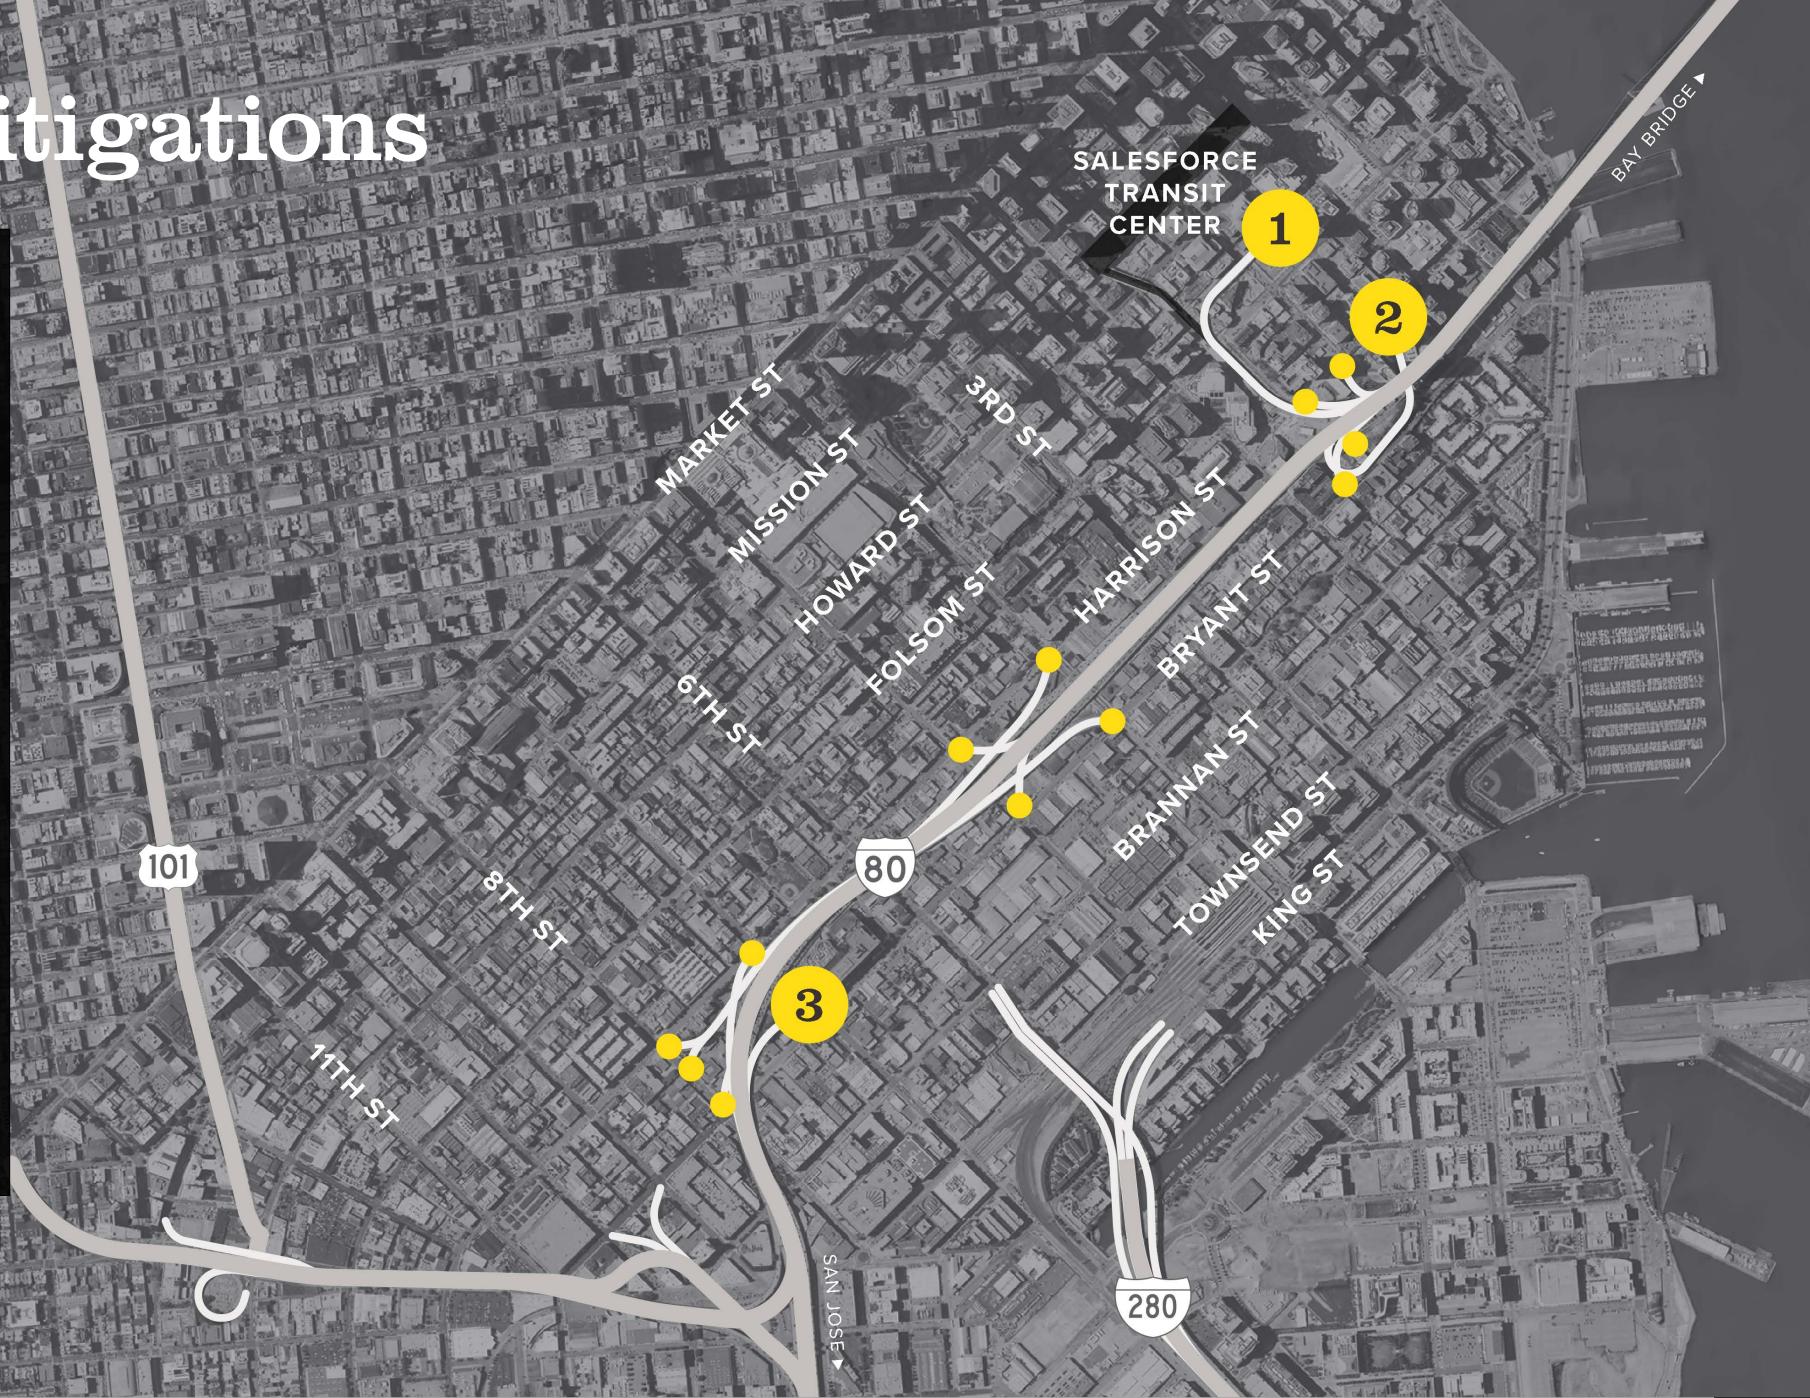 itigations
BAY BRIDGE
SALESFORCE
TRANSIT
CENTER
1
2
MARKET ST
3RD ST
MISSION ST
HOWARD ST
HARRISON ST
FOLSOM ST
BRYANT ST
6TH ST
BRANNAN ST
TOWNSEND ST
KING ST
101
80
8TH ST
3
11TH ST
SAN JOSE
280